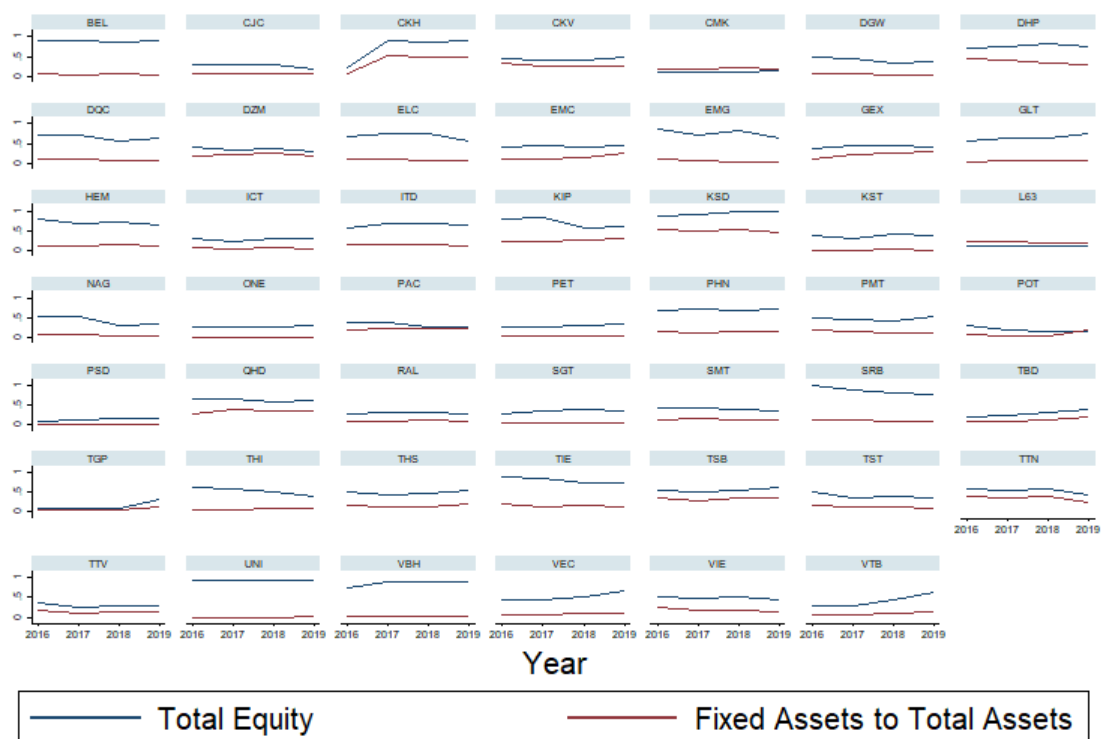 BEL CJC CKH CKV CMK DGW DHP
0 .5 1
DQC DZM ELC EMC EMG GEX GLT
0 .5 1
HEM ICT ITD KIP KSD KST L63
0 .5 1
NAG ONE PAC PET PHN PMT POT
0 .5 1
PSD QHD RAL SGT SMT SRB TBD
0 .5 1
TGP THI THS TIE TSB TST TTN
0 .5 1
2016 2017 2018 2019
TTV UNI VBH VEC VIE VTB
0 .5 1
2016 2017 2018 2019 2016 2017 2018 2019 2016 2017 2018 2019 2016 2017 2018 2019 2016 2017 2018 2019 2016 2017 2018 2019
Year
Total Equity Fixed Assets to Total Assets